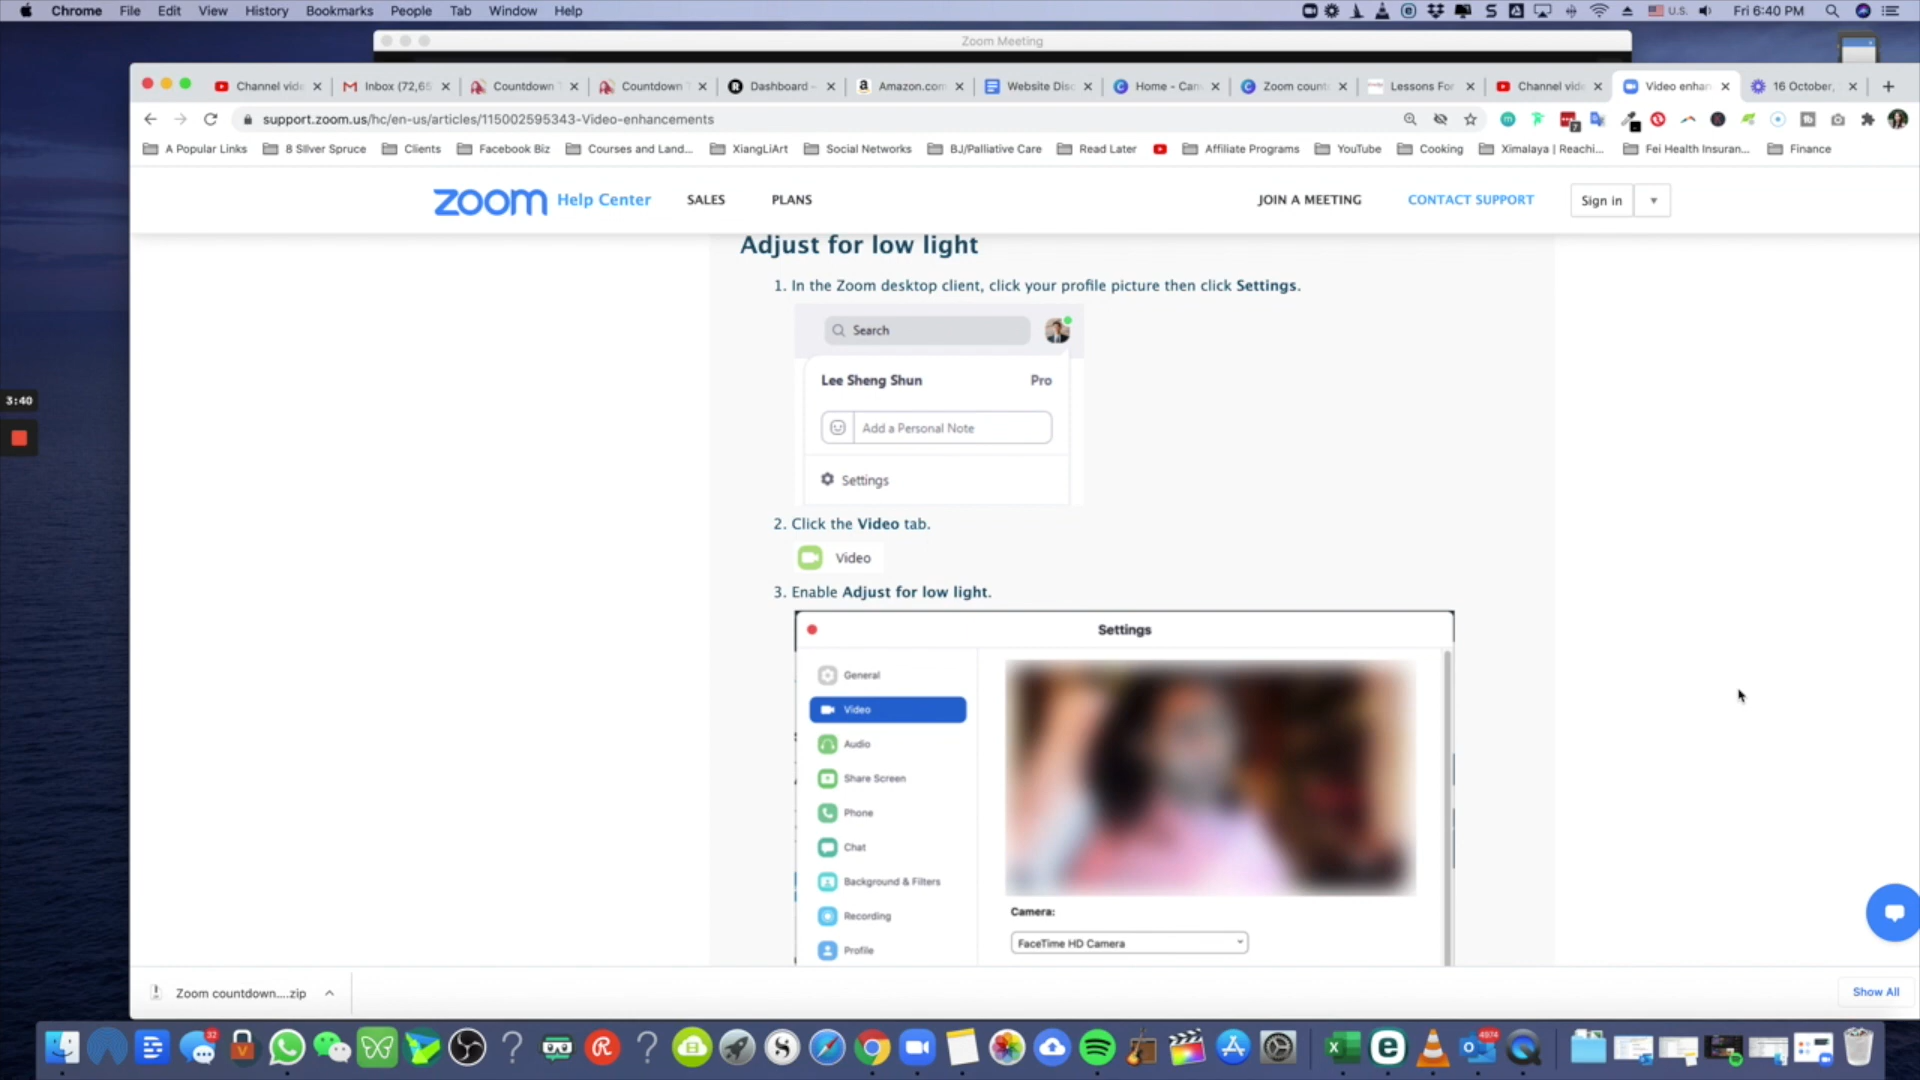 Chrome File Edit View History Bookmarks People Tab Window Help
U.S. Fri 6:40 PM
Zoom Meeting
Channel vide Inbox (72,65 Countdown T Countdown T Dashboard - Amazon.com Website Disc Home - Can Zoom count Lessons For Channel vide Video enhan 16 October,
support.zoom.us/hc/en-us/articles/115002595343-Video-enhancements
A Popular Links 8 SIlver Spruce Clients Facebook Biz Courses and Land... XiangLiArt Social Networks BJ/Palliative Care Read Later Affiliate Programs YouTube Cooking Ximalaya | Reachi... Fei Health Insuran... Finance
zoom Help Center SALES PLANS JOIN A MEETING CONTACT SUPPORT Sign in
Adjust for low light
1. In the Zoom desktop client, click your profile picture then click Settings.
Search
Lee Sheng Shun Pro
Add a Personal Note
Settings
2. Click the Video tab.
Video
3. Enable Adjust for low light.
Settings
General
Video
Audio
Share Screen
Phone
Chat
Background & Filters
Recording
Profile
Camera:
FaceTime HD Camera
3:40
Zoom countdown....zip
Show All
32
4974